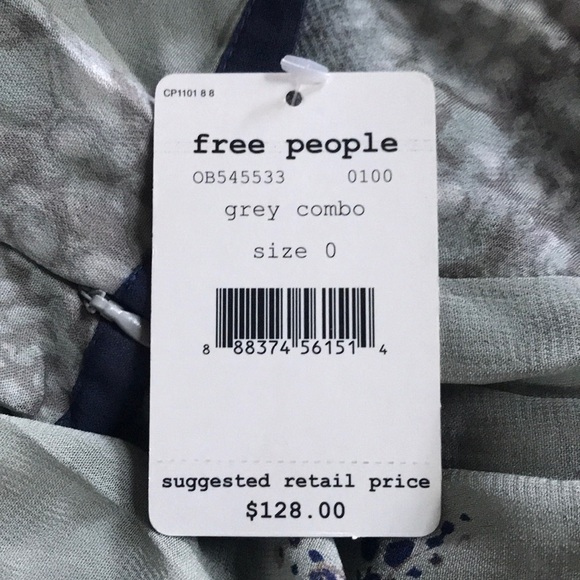 CP1101 8 8
free people
OB545533 0100
grey combo
size 0
8 88374 56151 4
suggested retail price
$128.00